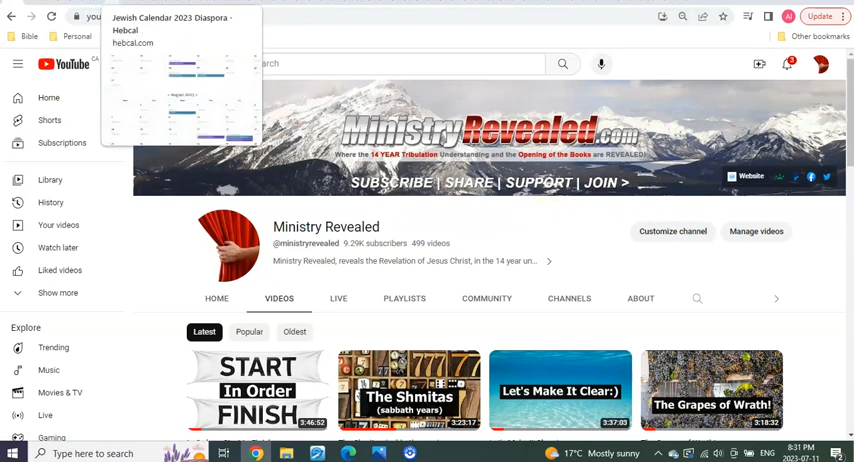 you
Update
Bible
Personal
Other bookmarks
Jewish Calendar 2023 Diaspora ·
Hebcal
hebcal.com
YouTube CA
arch
3
Home
Shorts
Subscriptions
Library
History
Your videos
Watch later
Liked videos
Show more
Explore
Trending
Music
Movies & TV
Live
Gaming
MinistryRevealed.com
Where the 14 YEAR Tribulation Understanding and the Opening of the Books are REVEALED!
SUBSCRIBE | SHARE | SUPPORT | JOIN >
Website
Ministry Revealed
@ministryrevealed 9.29K subscribers 499 videos
Ministry Revealed, reveals the Revelation of Jesus Christ, in the 14 year un...
Customize channel
Manage videos
HOME
VIDEOS
LIVE
PLAYLISTS
COMMUNITY
CHANNELS
ABOUT
Latest
Popular
Oldest
START
In Order
FINISH
3:46:52
The Shmitas
(sabbath years)
3:23:17
Let's Make It Clear:)
3:37:03
The Grapes of Wrath!
3:18:32
Type here to search
17°C Mostly sunny
ENG
8:31 PM
2023-07-11
2